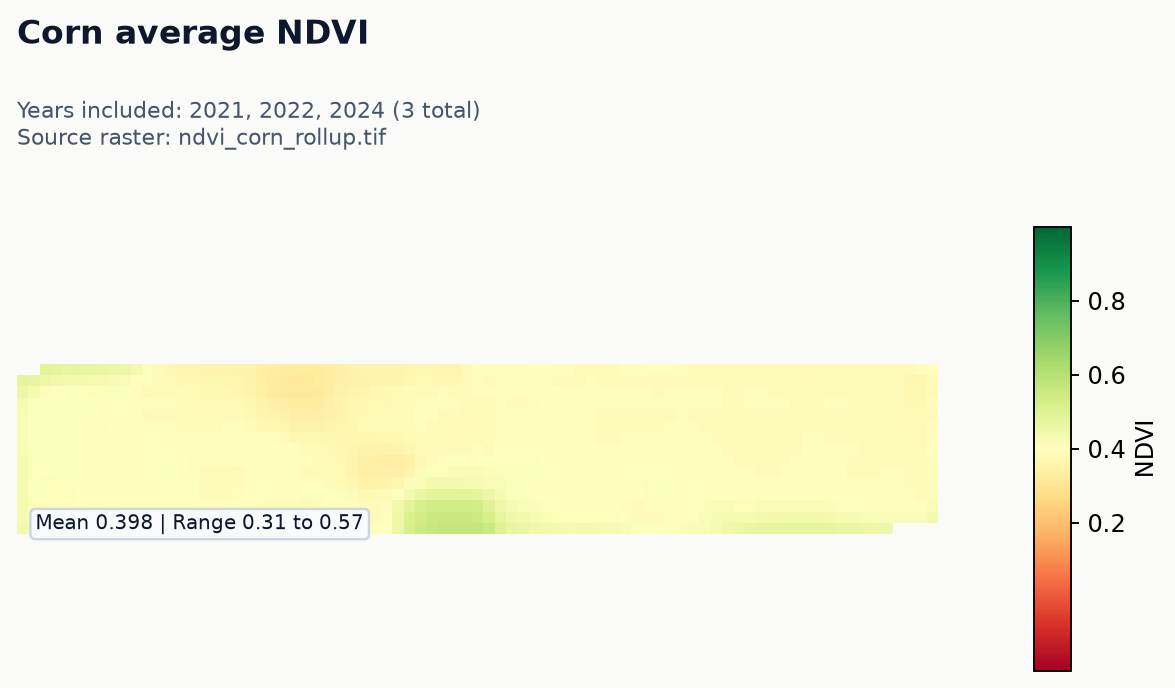 Corn average NDVI
Years included: 2021, 2022, 2024 (3 total)
Source raster: ndvi_corn_rollup.tif
0.8
0.6
0.4
0.2
NDVI
Mean 0.398 | Range 0.31 to 0.57